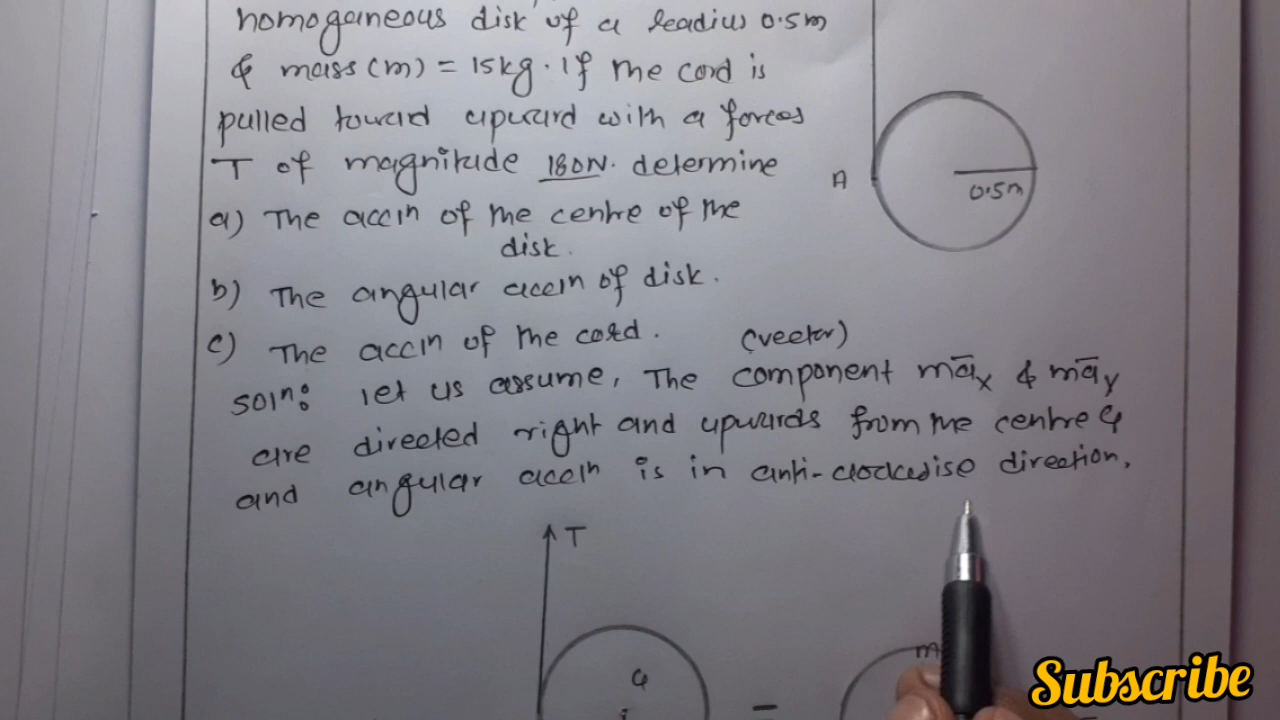 homogeneous disk of a leadius 0.5m
& mass (m) = 15kg. If the cord is
pulled toward upward with a forces
T of magnitude 180N. determine
a) The accln of the centre of the
disk.
b) The angular accln of disk.
c) The accln of the cord.
A
0.5m
(vector)
Soln: let us assume, The component māx & māy
are directed right and upwards from the centre G
and angular accln is in anti-clockwise direction.
T
G
=
m
Subscribe